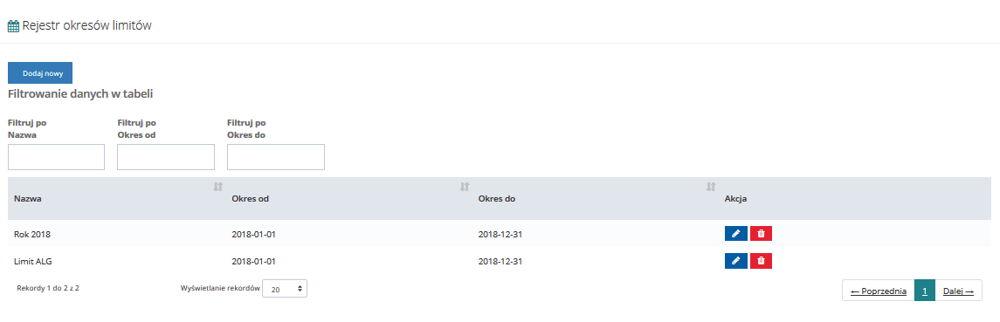 Rejestr okresów limitów
Dodaj nowy
Filtrowanie danych w tabeli
Filtruj po Nazwa
Filtruj po Okres od
Filtruj po Okres do
Nazwa Okres od Okres do Akcja
Rok 2018 2018-01-01 2018-12-31
Limit ALG 2018-01-01 2018-12-31
Rekordy 1 do 2 z 2 Wyświetlanie rekordów 20 ← Poprzednia 1 Dalej →